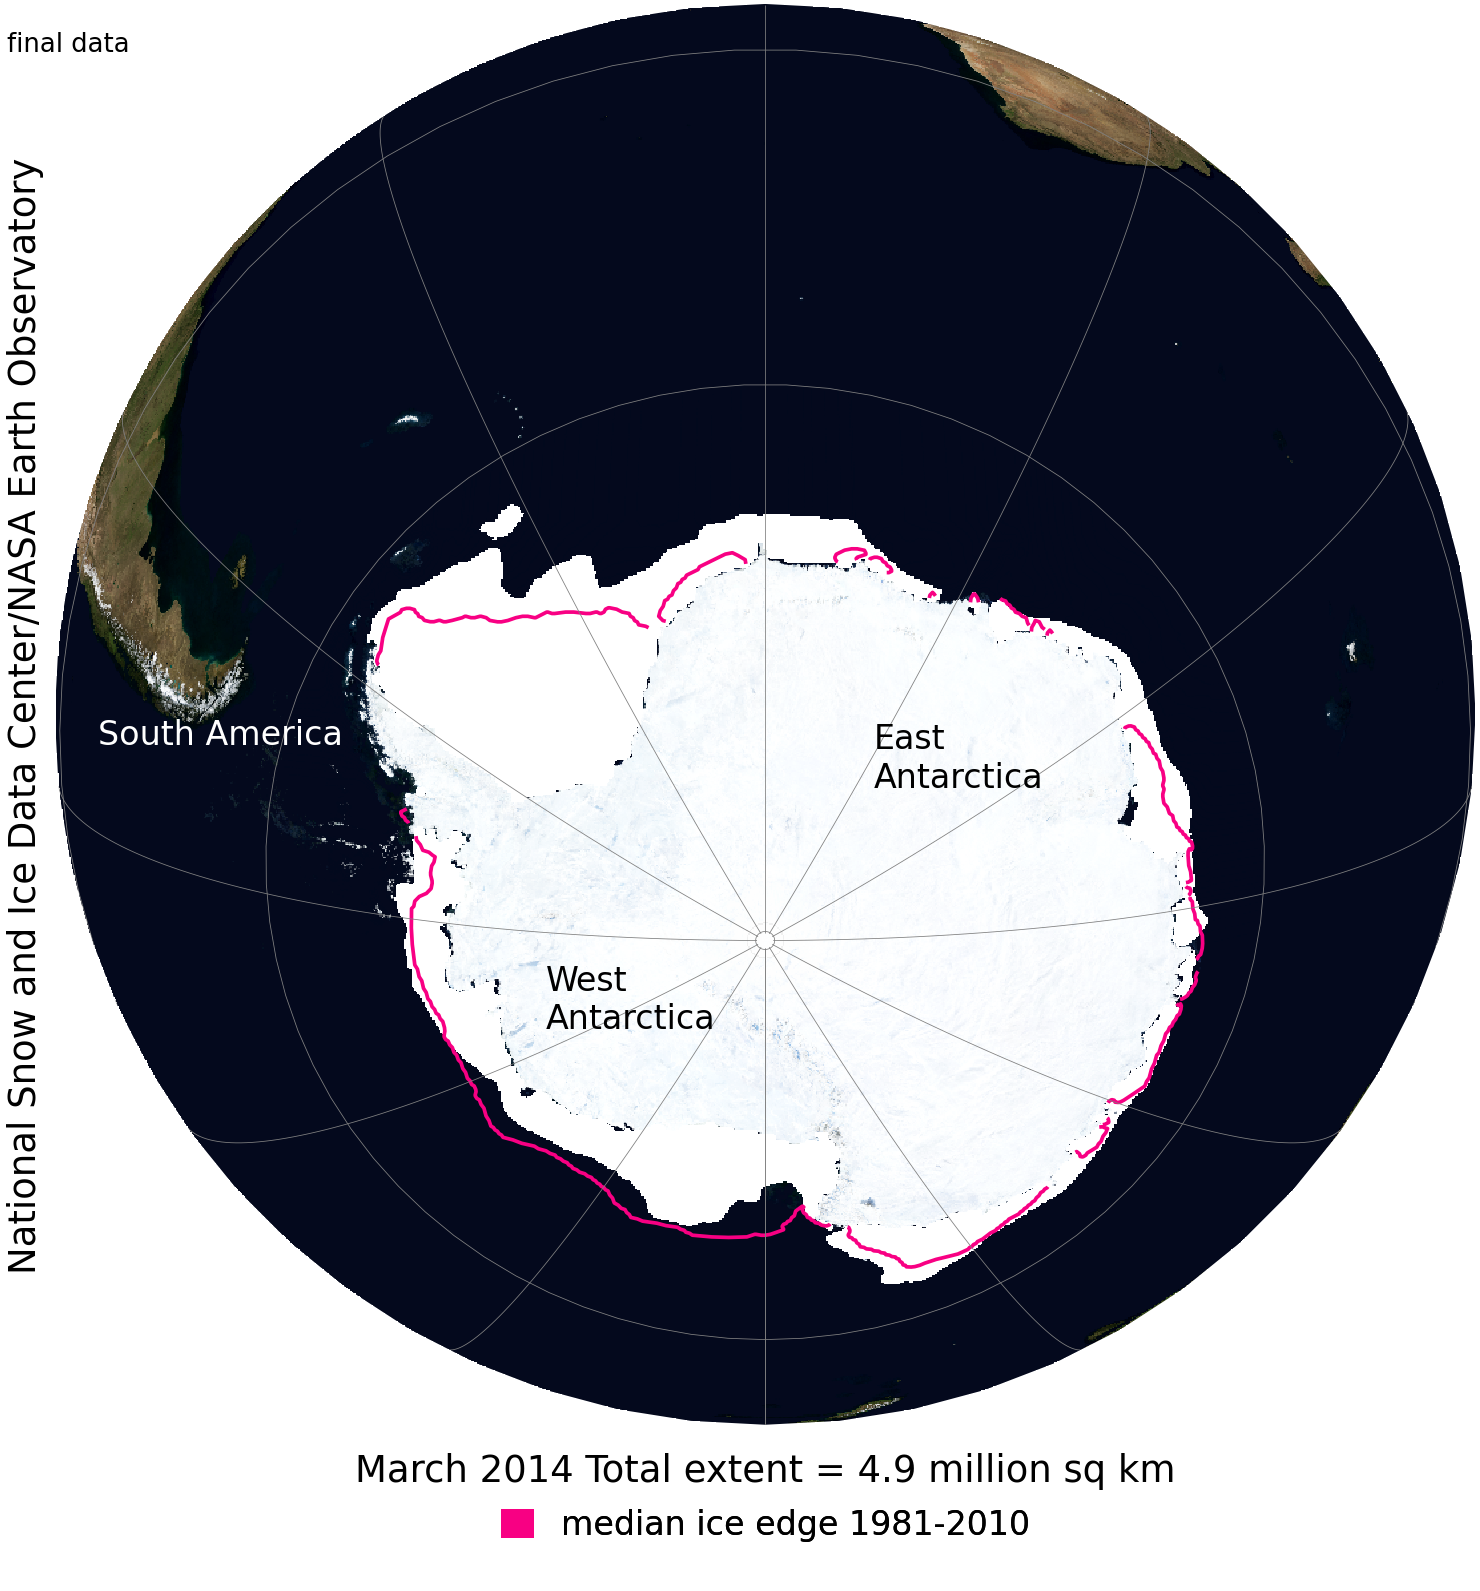 final data
National Snow and Ice Data Center/NASA Earth Observatory
South America
East
Antarctica
West
Antarctica
March 2014 Total extent = 4.9 million sq km
median ice edge 1981-2010